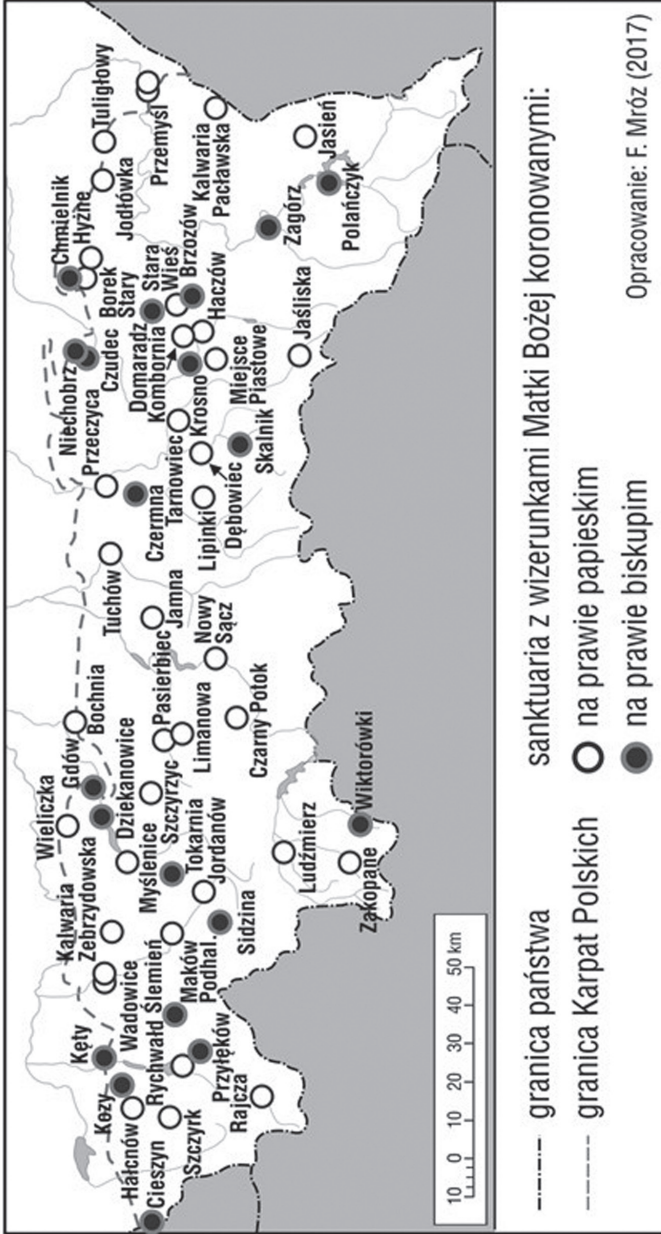 Cieszyn
Hałcnów
Kozy
Kęty
Szczyrk
Rajcza
Przyłęków
Rychwałd
Ślemień
Wadowice
Kalwaria
Zebrzydowska
Maków
Podhal.
Sidzina
Jordanów
Tokarnia
Myślenice
Wieliczka
Dziekanowice
Gdów
Bochnia
Szczyrzyc
Pasierbiec
Limanowa
Czarny Potok
Nowy
Sącz
Jamna
Ludźmierz
Zakopane
Wiktorówki
Tuchów
Przeczyca
Czermna
Lipinki
Dębowiec
Tarnowiec
Skalnik
Krosno
Niechobrz
Czudec
Domaradz
Kombornia
Miejsce
Piastowe
Haczów
Jaśliska
Stara
Wieś
Brzozów
Borek
Stary
Chmielnik
Hyżne
Jodłówka
Tuligłowy
Przemyśl
Kalwaria
Pacławska
Zagórz
Polańczyk
Jasień
10 0 10 20 30 40 50 km
granica państwa
granica Karpat Polskich
sanktuaria z wizerunkami Matki Bożej koronowanymi:
na prawie papieskim
na prawie biskupim
Opracowanie: F. Mróz (2017)